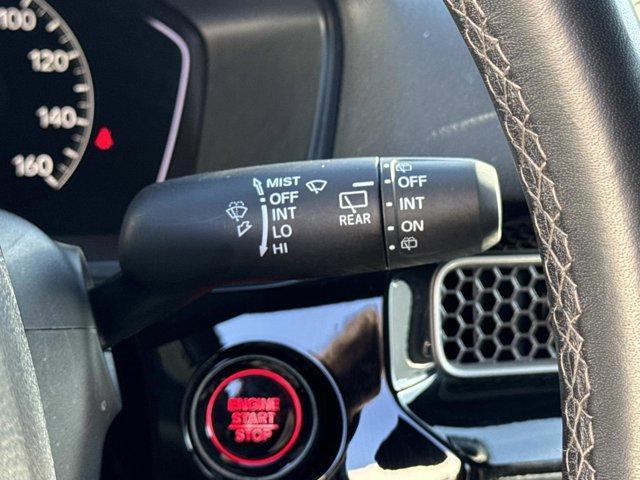 100
120
140
160
MIST
OFF
INT
LO
HI
REAR
OFF
INT
ON
ENGINE
START
STOP